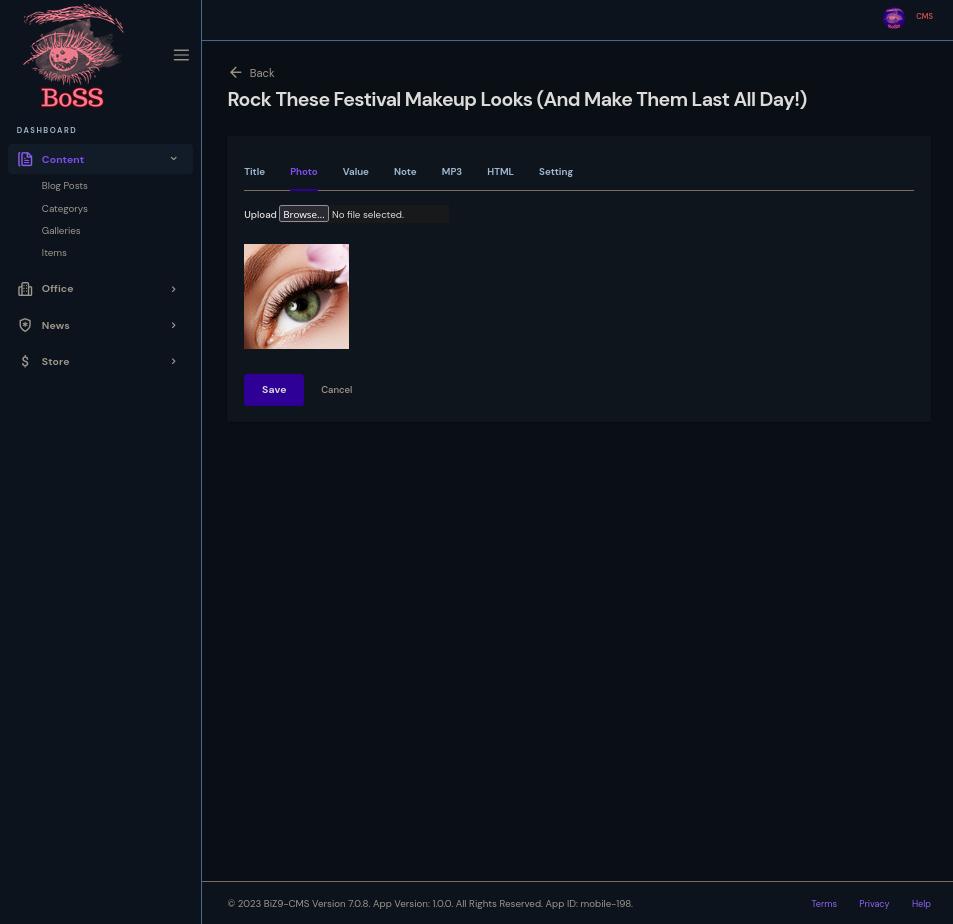 BoSS
CMS
DASHBOARD
Content
Blog Posts
Categorys
Galleries
Items
Office
News
Store
Back
Rock These Festival Makeup Looks (And Make Them Last All Day!)
Title Photo Value Note MP3 HTML Setting
Upload Browse... No file selected.
Save Cancel
© 2023 BiZ9-CMS Version 7.0.8. App Version: 1.0.0. All Rights Reserved. App ID: mobile-198.
Terms Privacy Help